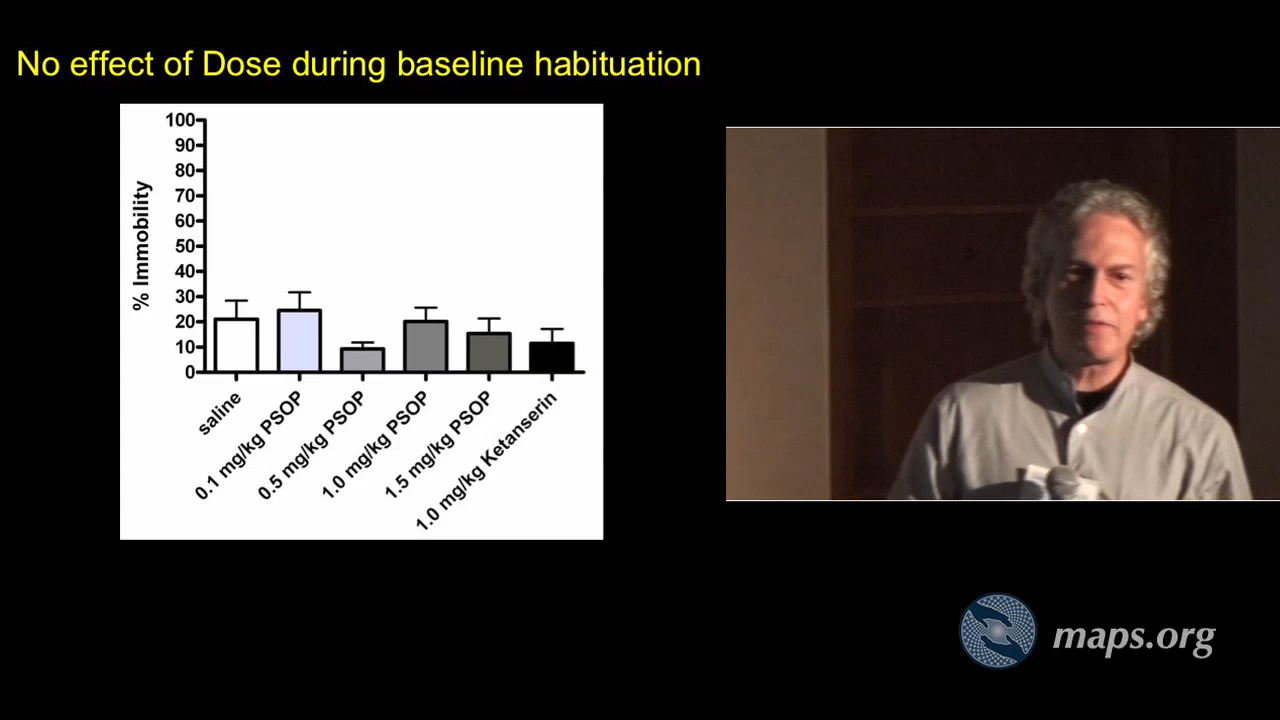 No effect of Dose during baseline habituation
100
90
80
70
60
50
40
30
20
10
0
% Immobility
saline
0.1 mg/kg PSOP
0.5 mg/kg PSOP
1.0 mg/kg PSOP
1.5 mg/kg PSOP
1.0 mg/kg Ketanserin
maps.org